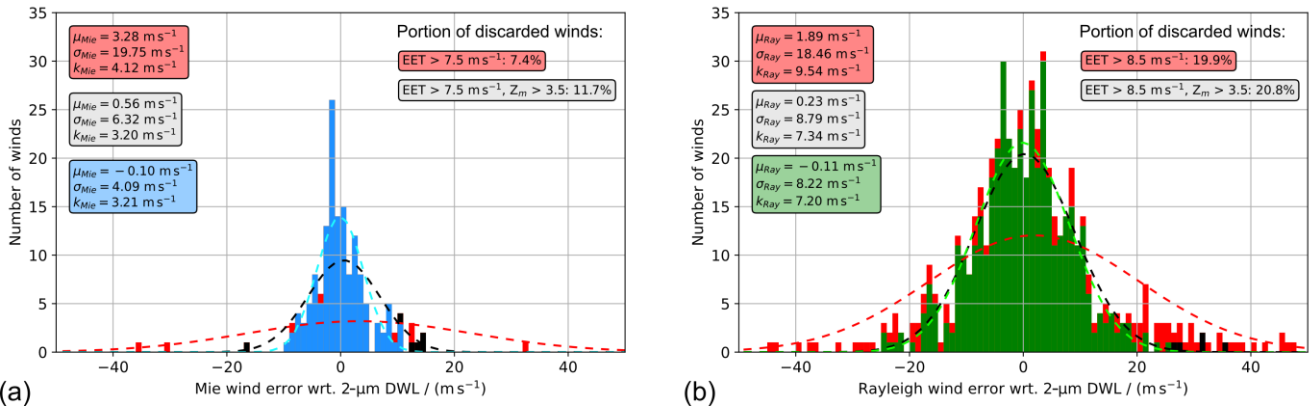 35
30
25
20
15
10
5
0
Number of winds
μMie = 3.28 m s⁻¹
σMie = 19.75 m s⁻¹
kMie = 4.12 m s⁻¹
μMie = 0.56 m s⁻¹
σMie = 6.32 m s⁻¹
kMie = 3.20 m s⁻¹
μMie = −0.10 m s⁻¹
σMie = 4.09 m s⁻¹
kMie = 3.21 m s⁻¹
Portion of discarded winds:
EET > 7.5 m s⁻¹: 7.4%
EET > 7.5 m s⁻¹, Zm > 3.5: 11.7%
−40 −20 0 20 40
Mie wind error wrt. 2–μm DWL / (m s⁻¹)
(a)
35
30
25
20
15
10
5
0
Number of winds
μRay = 1.89 m s⁻¹
σRay = 18.46 m s⁻¹
kRay = 9.54 m s⁻¹
μRay = 0.23 m s⁻¹
σRay = 8.79 m s⁻¹
kRay = 7.34 m s⁻¹
μRay = −0.11 m s⁻¹
σRay = 8.22 m s⁻¹
kRay = 7.20 m s⁻¹
Portion of discarded winds:
EET > 8.5 m s⁻¹: 19.9%
EET > 8.5 m s⁻¹, Zm > 3.5: 20.8%
−40 −20 0 20 40
Rayleigh wind error wrt. 2–μm DWL / (m s⁻¹)
(b)